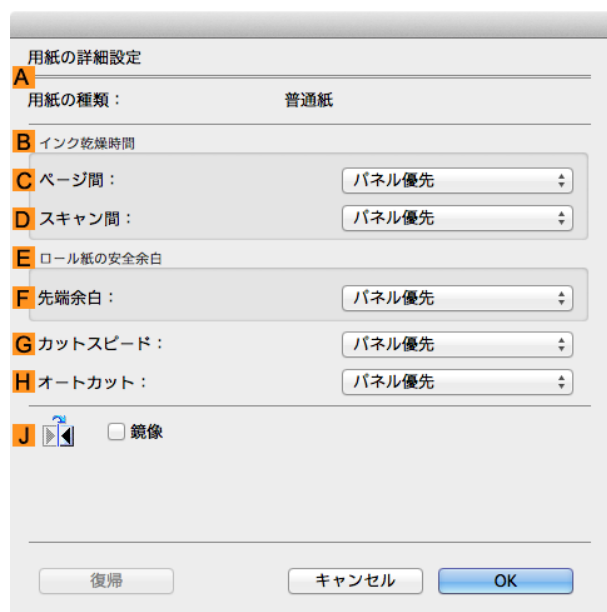 用紙の詳細設定
A
用紙の種類： 普通紙
B インク乾燥時間
C ページ間： パネル優先
D スキャン間： パネル優先
E ロール紙の安全余白
F 先端余白： パネル優先
G カットスピード： パネル優先
H オートカット： パネル優先
J 鏡像
復帰 キャンセル OK